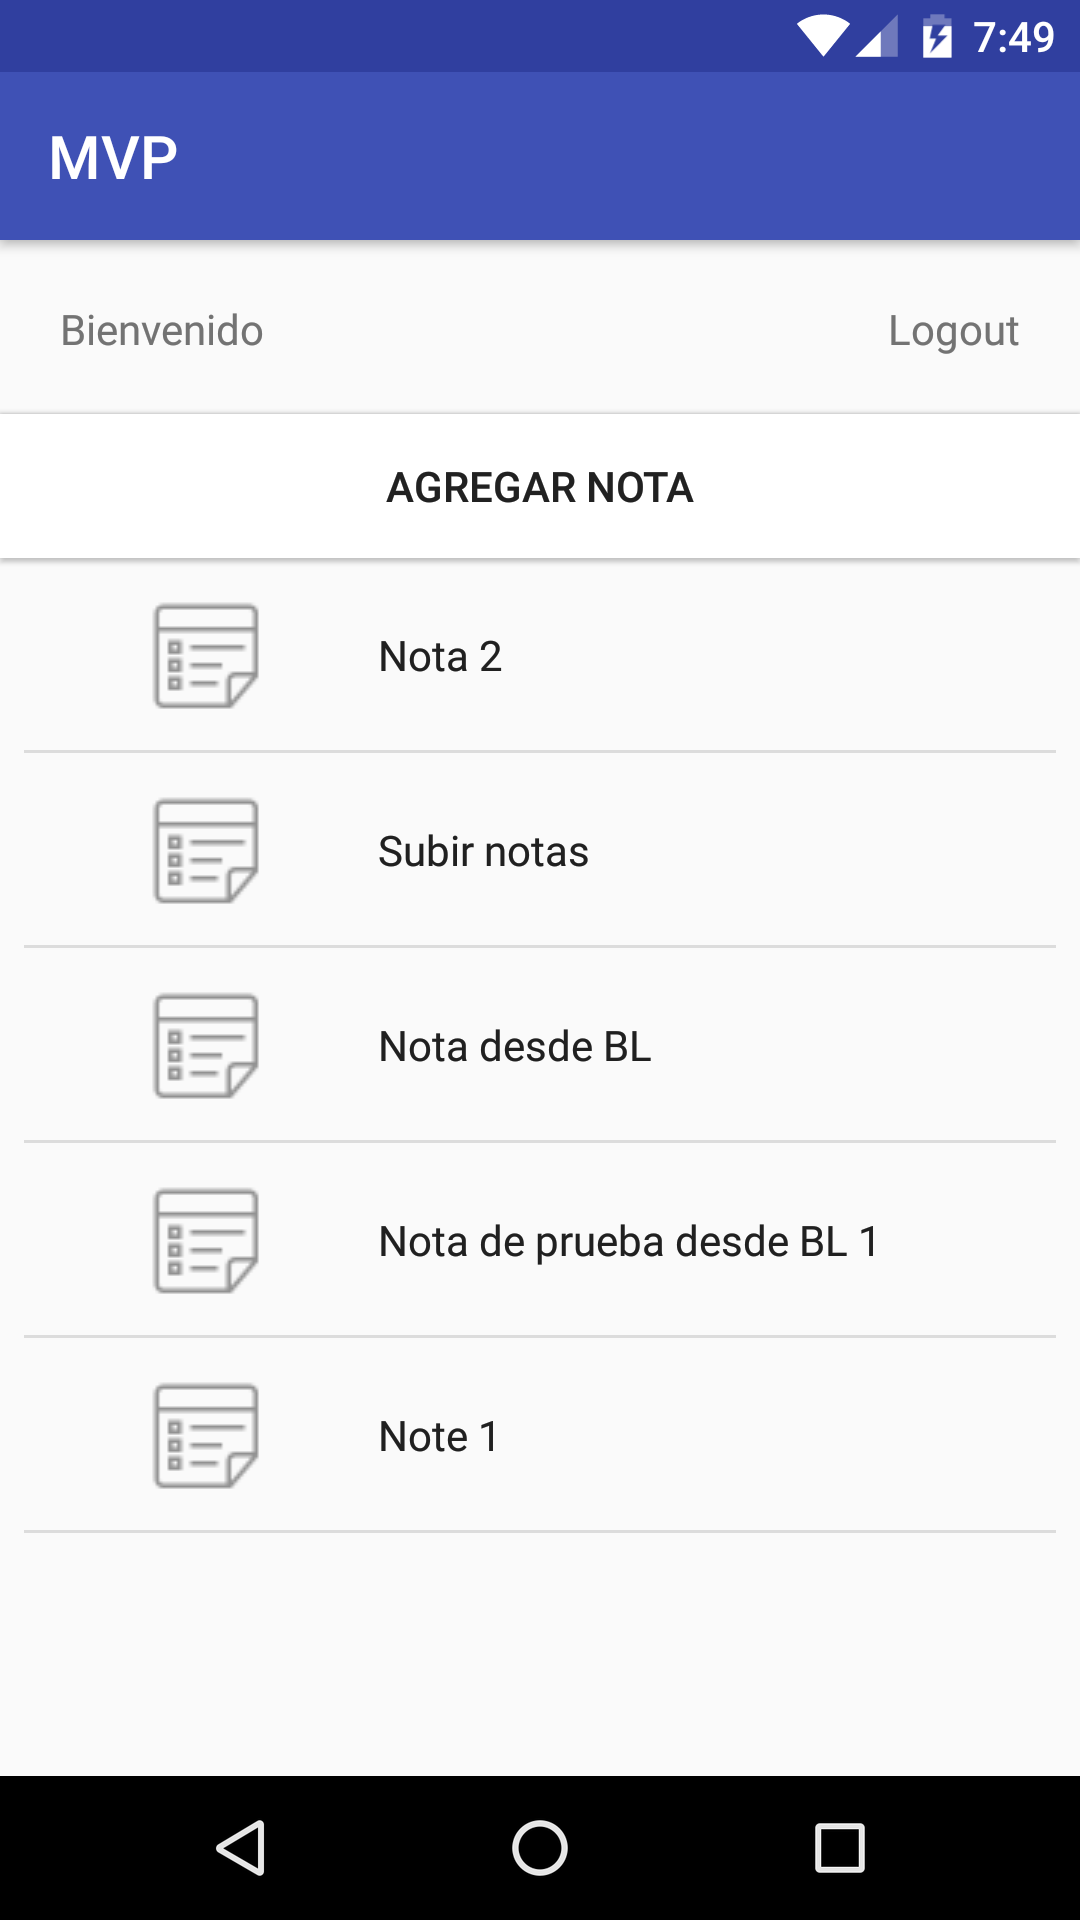 7:49
MVP
Bienvenido
Logout
AGREGAR NOTA
Nota 2
Subir notas
Nota desde BL
Nota de prueba desde BL 1
Note 1